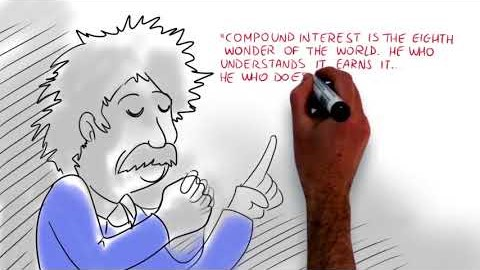 "COMPOUND INTEREST IS THE EIGHTH
WONDER OF THE WORLD. HE WHO
UNDERSTANDS IT, EARNS IT..
HE WHO DOE